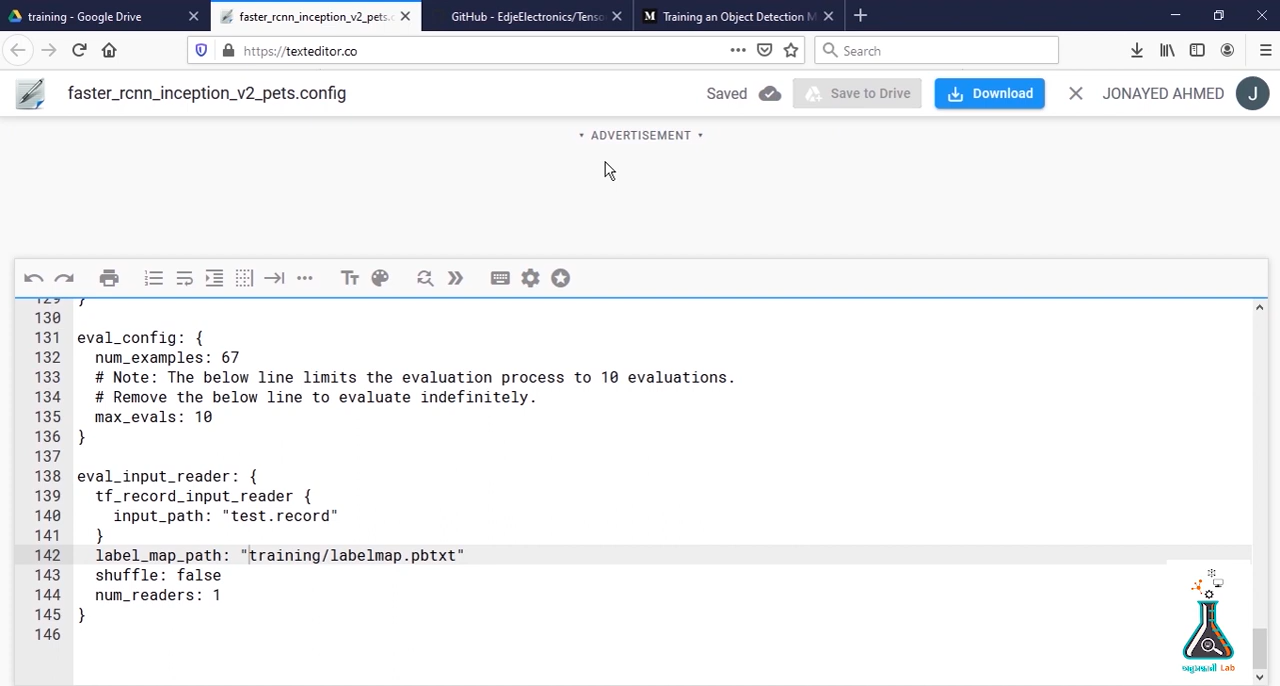 training - Google Drive
faster_rcnn_inception_v2_pets.c
GitHub - EdjeElectronics/Tenso
M Training an Object Detection M
https://texteditor.co
Search
faster_rcnn_inception_v2_pets.config
Saved
Save to Drive
Download
JONAYED AHMED
J
ADVERTISEMENT
129 }
130
131 eval_config: {
132 num_examples: 67
133 # Note: The below line limits the evaluation process to 10 evaluations.
134 # Remove the below line to evaluate indefinitely.
135 max_evals: 10
136 }
137
138 eval_input_reader: {
139 tf_record_input_reader {
140 input_path: "test.record"
141 }
142 label_map_path: "training/labelmap.pbtxt"
143 shuffle: false
144 num_readers: 1
145 }
146
Lab